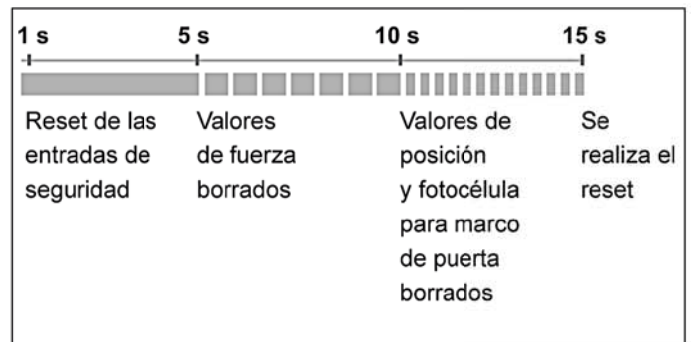 1 s 5 s 10 s 15 s
Reset de las
entradas de
seguridad
Valores
de fuerza
borrados
Valores de
posición
y fotocélula
para marco
de puerta
borrados
Se
realiza el
reset